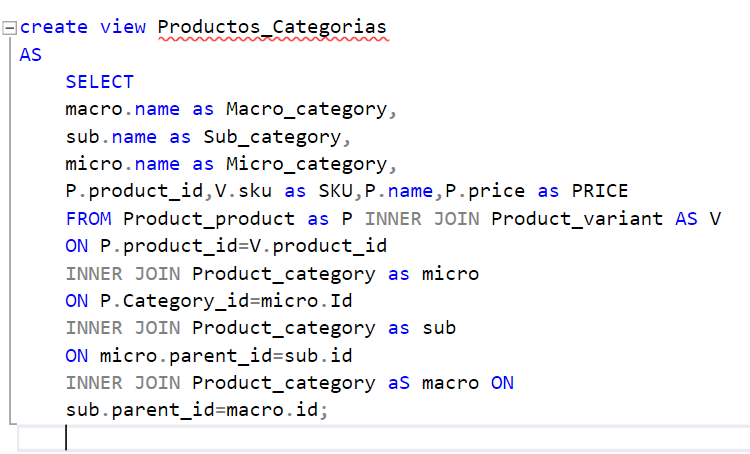 create view Productos_Categorias
AS
SELECT
macro.name as Macro_category,
sub.name as Sub_category,
micro.name as Micro_category,
P.product_id,V.sku as SKU,P.name,P.price as PRICE
FROM Product_product as P INNER JOIN Product_variant AS V
ON P.product_id=V.product_id
INNER JOIN Product_category as micro
ON P.Category_id=micro.Id
INNER JOIN Product_category as sub
ON micro.parent_id=sub.id
INNER JOIN Product_category aS macro ON
sub.parent_id=macro.id;